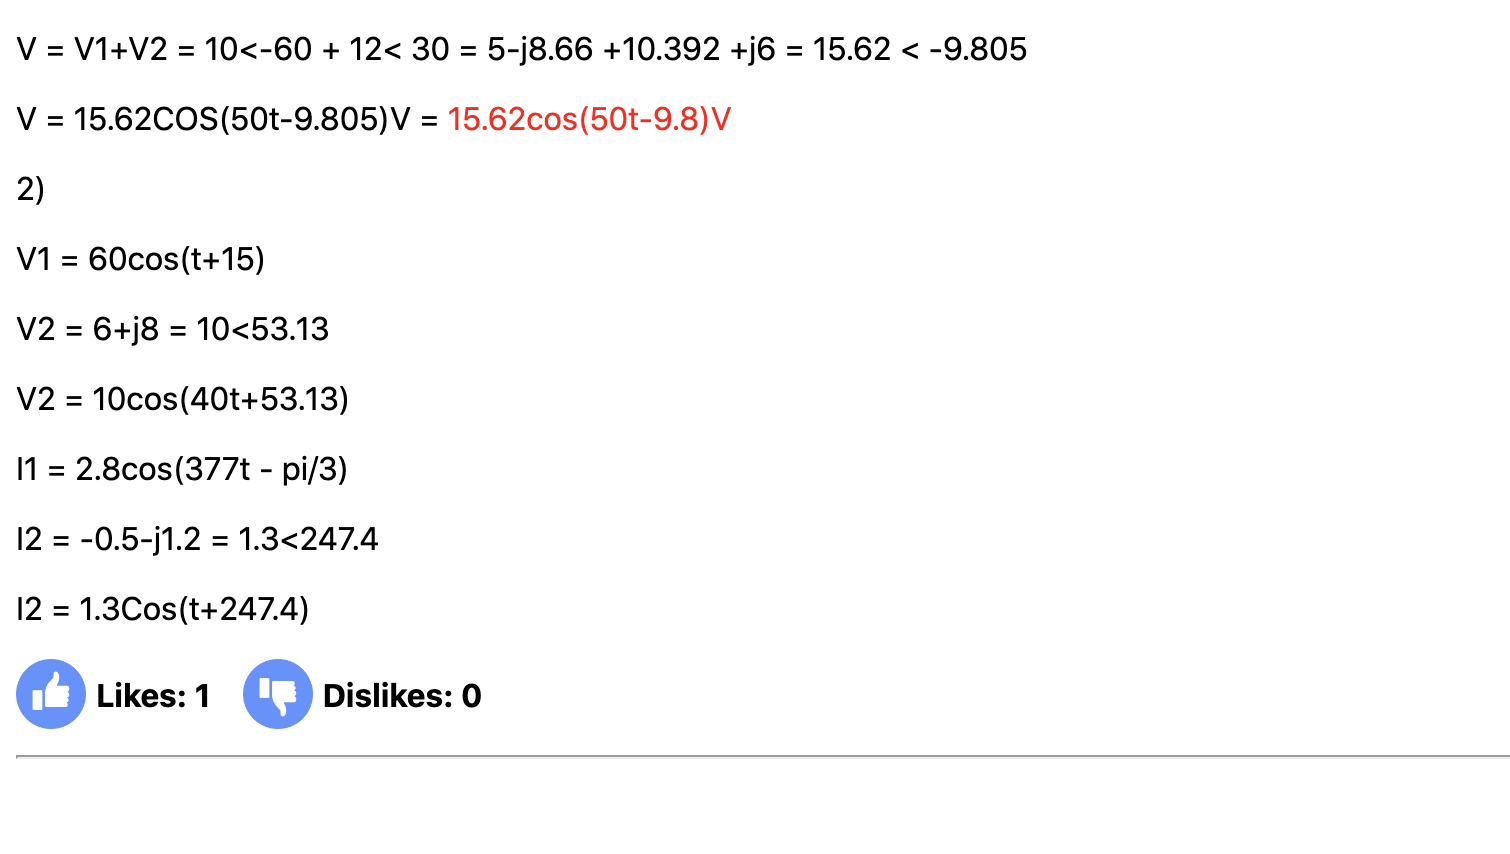 V = V1+V2 = 10<-60 + 12< 30 = 5-j8.66 +10.392 +j6 = 15.62 < -9.805
V = 15.62COS(50t-9.805)V = 15.62cos(50t-9.8)V
2)
V1 = 60cos(t+15)
V2 = 6+j8 = 10<53.13
V2 = 10cos(40t+53.13)
I1 = 2.8cos(377t - pi/3)
I2 = -0.5-j1.2 = 1.3<247.4
I2 = 1.3Cos(t+247.4)
Likes: 1 Dislikes: 0